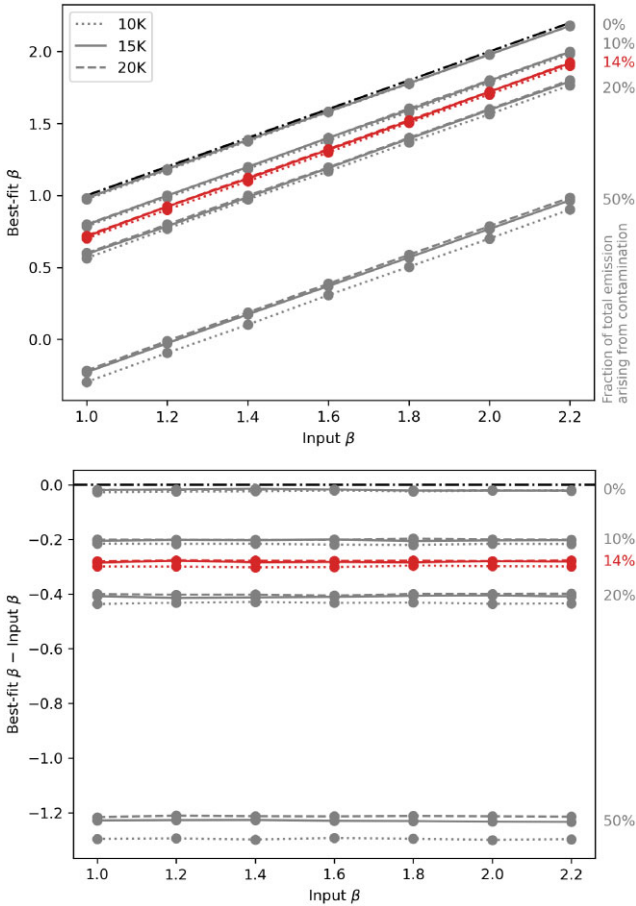 10K
15K
20K
2.0
1.5
1.0
0.5
0.0
Best-fit β
1.0 1.2 1.4 1.6 1.8 2.0 2.2
Input β
0%
10%
14%
20%
50%
Fraction of total emission
arising from contamination
0.0
−0.2
−0.4
−0.6
−0.8
−1.0
−1.2
Best-fit β − Input β
1.0 1.2 1.4 1.6 1.8 2.0 2.2
Input β
0%
10%
14%
20%
50%